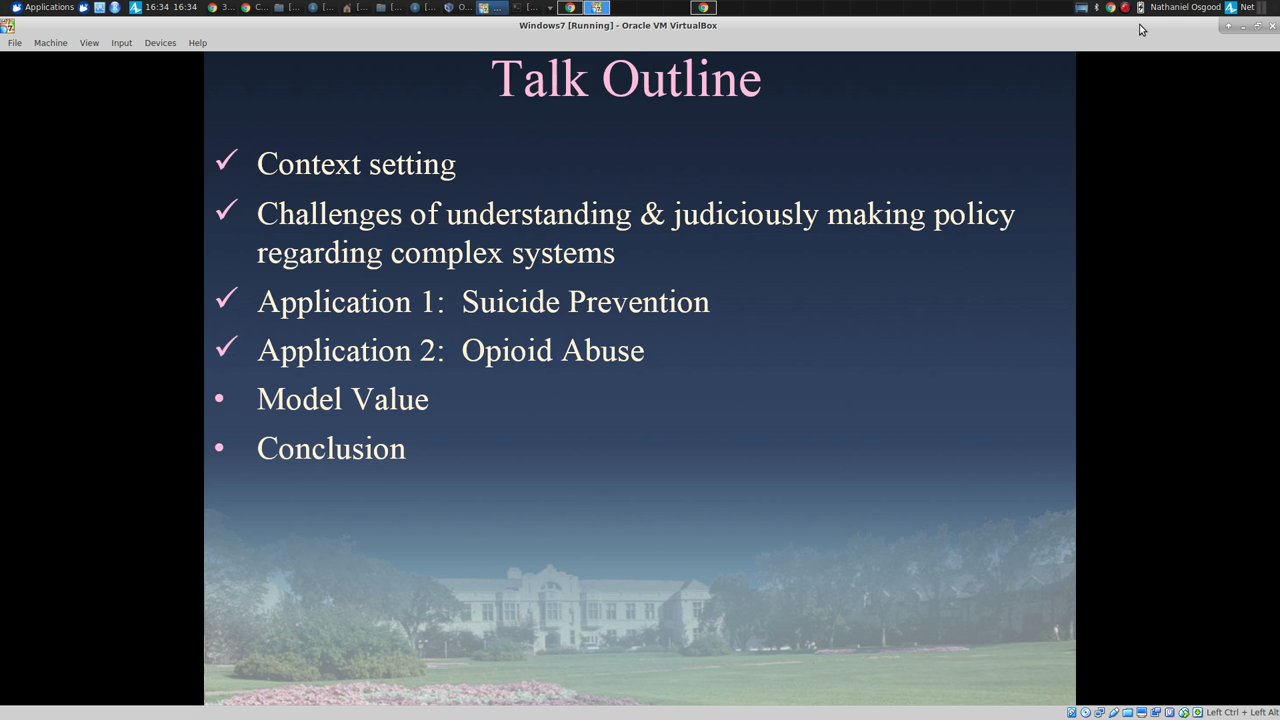 Applications 16:34 16:34 3... C... [... [... [... [... [... O... ... [... Nathaniel Osgood Net
Windows7 [Running] - Oracle VM VirtualBox
File Machine View Input Devices Help
Talk Outline
✓ Context setting
✓ Challenges of understanding & judiciously making policy
regarding complex systems
✓ Application 1: Suicide Prevention
✓ Application 2: Opioid Abuse
• Model Value
• Conclusion
Left Ctrl + Left Alt